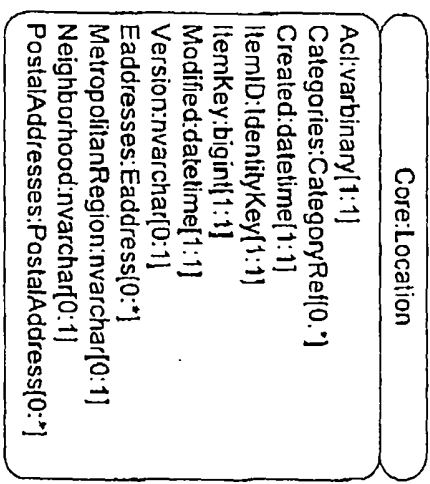 Core:Location
Acl:varbinary[1:1]
Categories:CategoryRef[0.*]
Created:datetime[1:1]
ItemID:IdentityKey[1:1]
ItemKey:bigint[1:1]
Modified:datetime[1:1]
Version:nvarchar[0:1]
Eaddresses:Eaddress[0:*]
MetropolitanRegion:nvarchar[0:1]
Neighborhood:nvarchar[0:1]
PostalAddresses:PostalAddress[0:*]